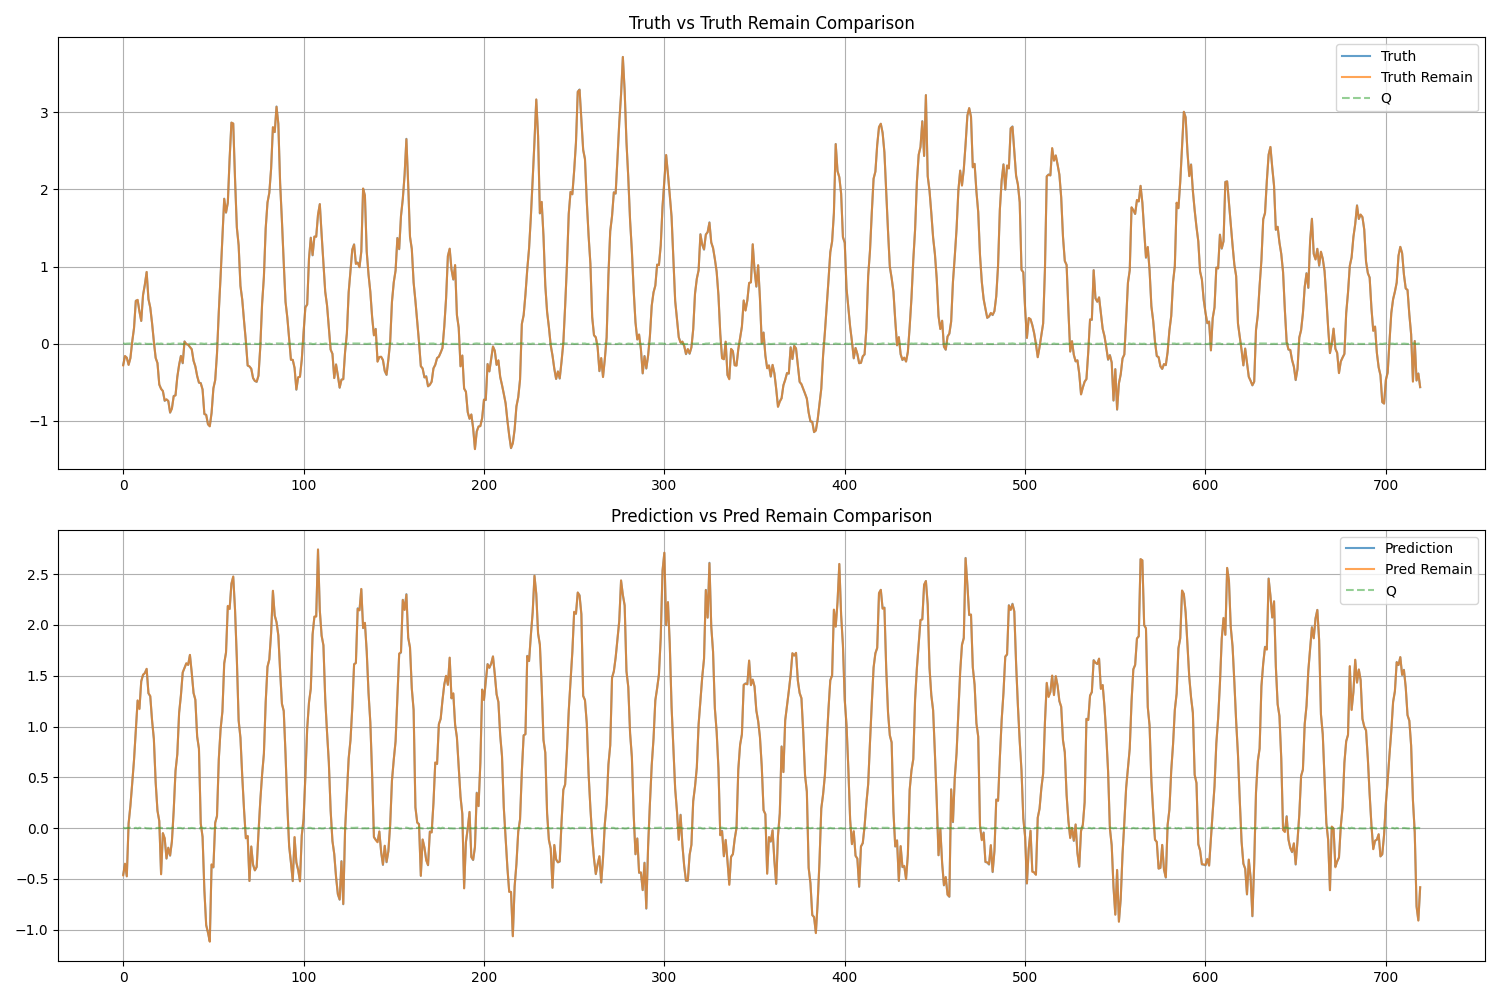 Truth vs Truth Remain Comparison
Truth
Truth Remain
Q
3
2
1
0
−1
0 100 200 300 400 500 600 700
Prediction vs Pred Remain Comparison
Prediction
Pred Remain
Q
2.5
2.0
1.5
1.0
0.5
0.0
−0.5
−1.0
0 100 200 300 400 500 600 700